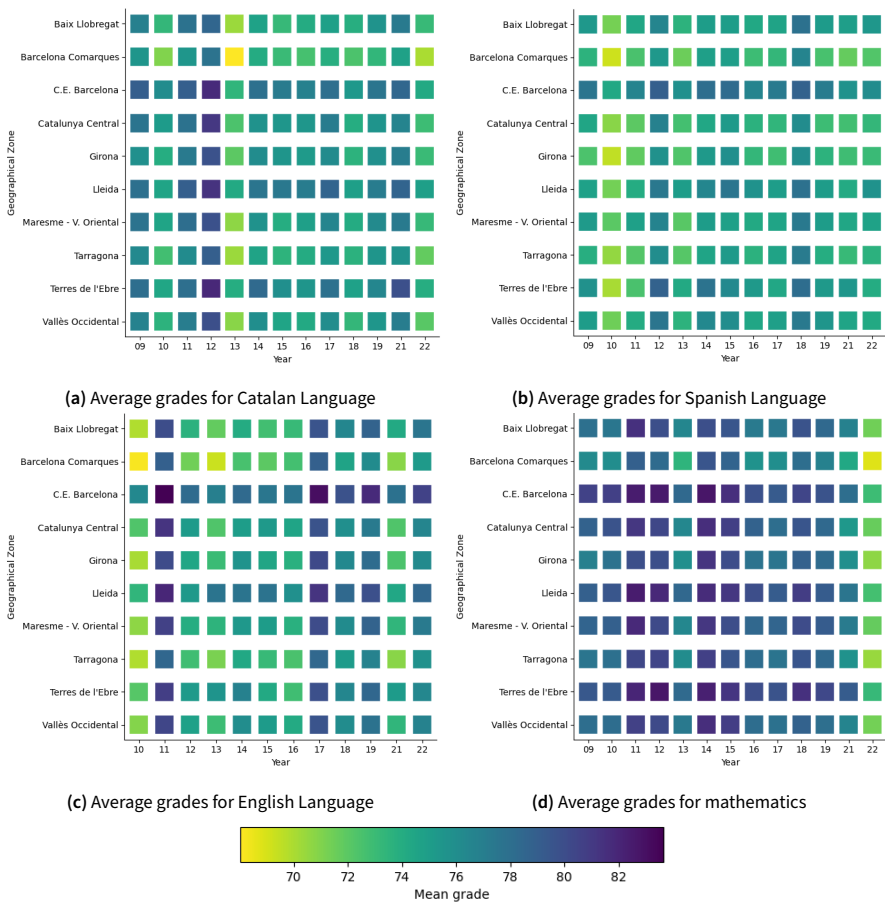 Geographical Zone
Baix Llobregat
Barcelona Comarques
C.E. Barcelona
Catalunya Central
Girona
Lleida
Maresme - V. Oriental
Tarragona
Terres de l'Ebre
Vallès Occidental
09 10 11 12 13 14 15 16 17 18 19 21 22
Year
(a) Average grades for Catalan Language
Geographical Zone
Baix Llobregat
Barcelona Comarques
C.E. Barcelona
Catalunya Central
Girona
Lleida
Maresme - V. Oriental
Tarragona
Terres de l'Ebre
Vallès Occidental
09 10 11 12 13 14 15 16 17 18 19 21 22
Year
(b) Average grades for Spanish Language
Geographical Zone
Baix Llobregat
Barcelona Comarques
C.E. Barcelona
Catalunya Central
Girona
Lleida
Maresme - V. Oriental
Tarragona
Terres de l'Ebre
Vallès Occidental
10 11 12 13 14 15 16 17 18 19 21 22
Year
(c) Average grades for English Language
Geographical Zone
Baix Llobregat
Barcelona Comarques
C.E. Barcelona
Catalunya Central
Girona
Lleida
Maresme - V. Oriental
Tarragona
Terres de l'Ebre
Vallès Occidental
09 10 11 12 13 14 15 16 17 18 19 21 22
Year
(d) Average grades for mathematics
70 72 74 76 78 80 82
Mean grade